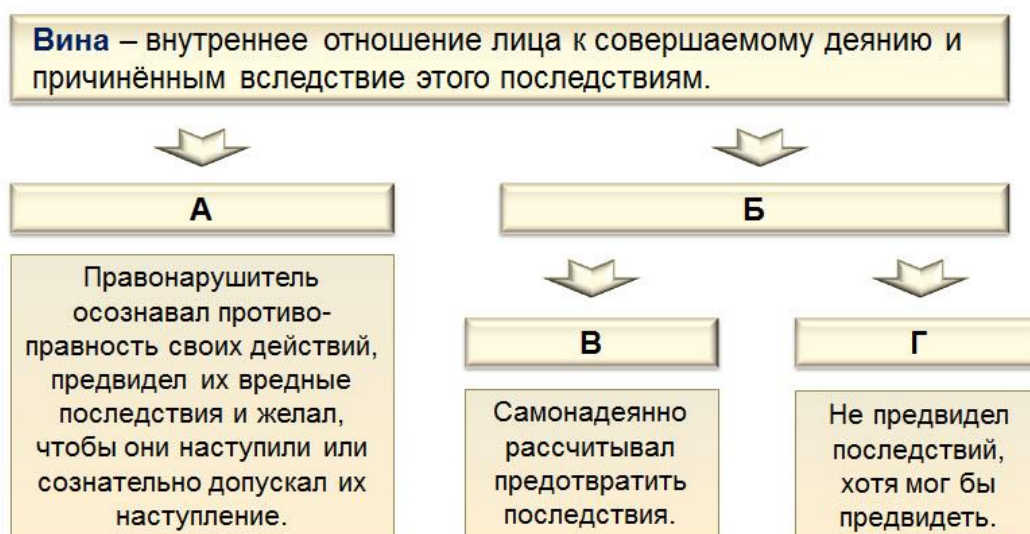 Вина – внутреннее отношение лица к совершаемому деянию и
причинённым вследствие этого последствиям.
А
Б
Правонарушитель
осознавал противо-
правность своих действий,
предвидел их вредные
последствия и желал,
чтобы они наступили или
сознательно допускал их
наступление.
В
Г
Самонадеянно
рассчитывал
предотвратить
последствия.
Не предвидел
последствий,
хотя мог бы
предвидеть.